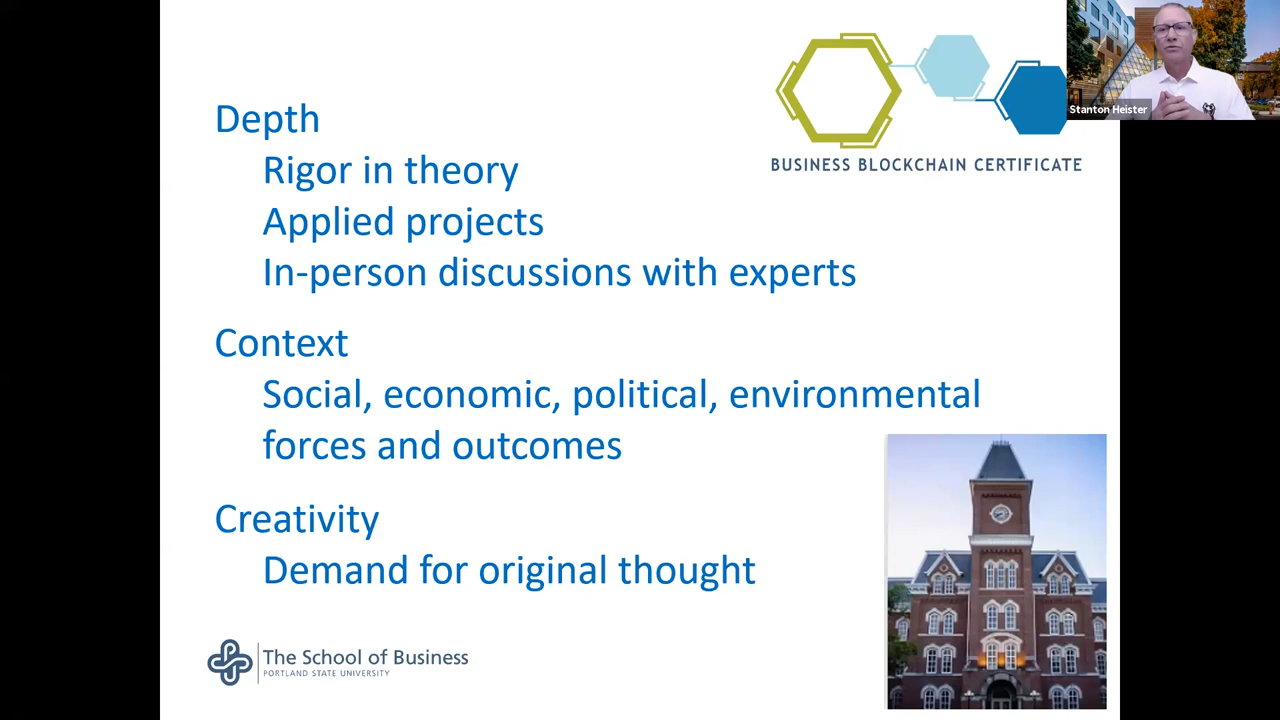 Stanton Heister
BUSINESS BLOCKCHAIN CERTIFICATE
Depth
Rigor in theory
Applied projects
In-person discussions with experts
Context
Social, economic, political, environmental
forces and outcomes
Creativity
Demand for original thought
The School of Business
PORTLAND STATE UNIVERSITY